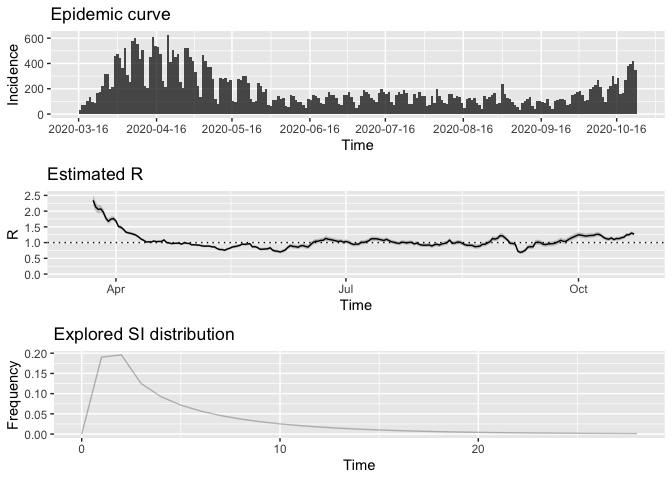 Epidemic curve
Incidence
600
400
200
0
2020-03-16 2020-04-16 2020-05-16 2020-06-16 2020-07-16 2020-08-16 2020-09-16 2020-10-16
Time
Estimated R
R
2.5
2.0
1.5
1.0
0.5
0.0
Apr Jul Oct
Time
Explored SI distribution
Frequency
0.20
0.15
0.10
0.05
0.00
0 10 20
Time